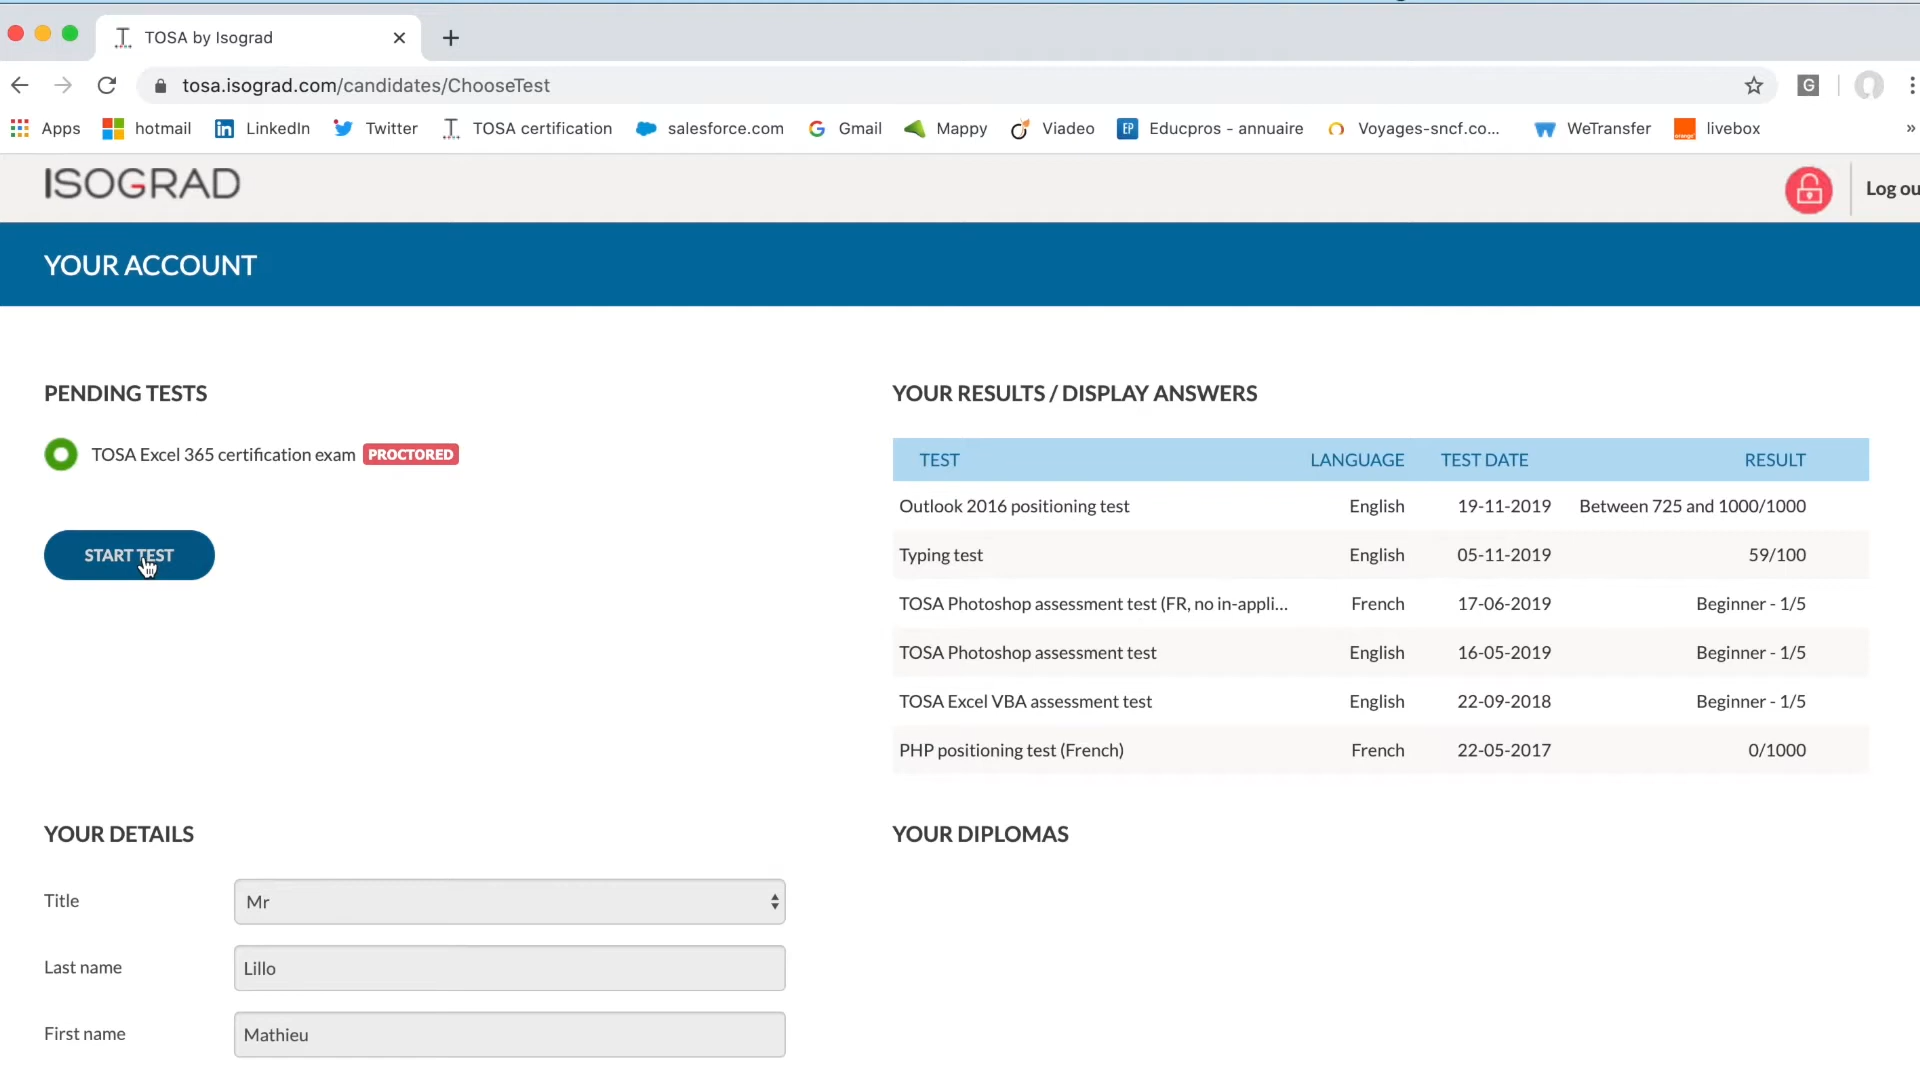 TOSA by Isograd
tosa.isograd.com/candidates/ChooseTest
G
Apps hotmail LinkedIn Twitter TOSA certification salesforce.com Gmail Mappy Viadeo EP Educpros - annuaire Voyages-sncf.co... WeTransfer livebox »
ISOGRAD
Log ou
YOUR ACCOUNT
PENDING TESTS
TOSA Excel 365 certification exam PROCTORED
START TEST
YOUR RESULTS / DISPLAY ANSWERS
TEST LANGUAGE TEST DATE RESULT
Outlook 2016 positioning test English 19-11-2019 Between 725 and 1000/1000
Typing test English 05-11-2019 59/100
TOSA Photoshop assessment test (FR, no in-appli... French 17-06-2019 Beginner - 1/5
TOSA Photoshop assessment test English 16-05-2019 Beginner - 1/5
TOSA Excel VBA assessment test English 22-09-2018 Beginner - 1/5
PHP positioning test (French) French 22-05-2017 0/1000
YOUR DETAILS
Title Mr
Last name Lillo
First name Mathieu
YOUR DIPLOMAS